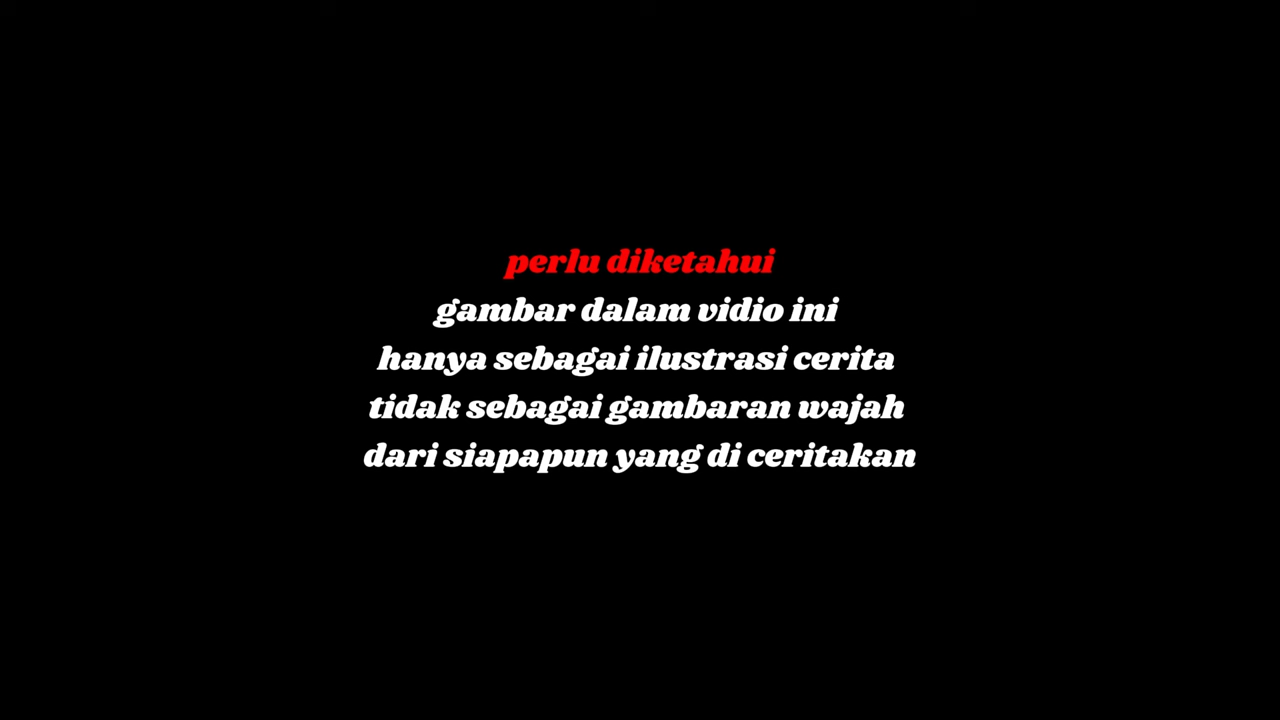 perlu diketahui
gambar dalam vidio ini
hanya sebagai ilustrasi cerita
tidak sebagai gambaran wajah
dari siapapun yang di ceritakan